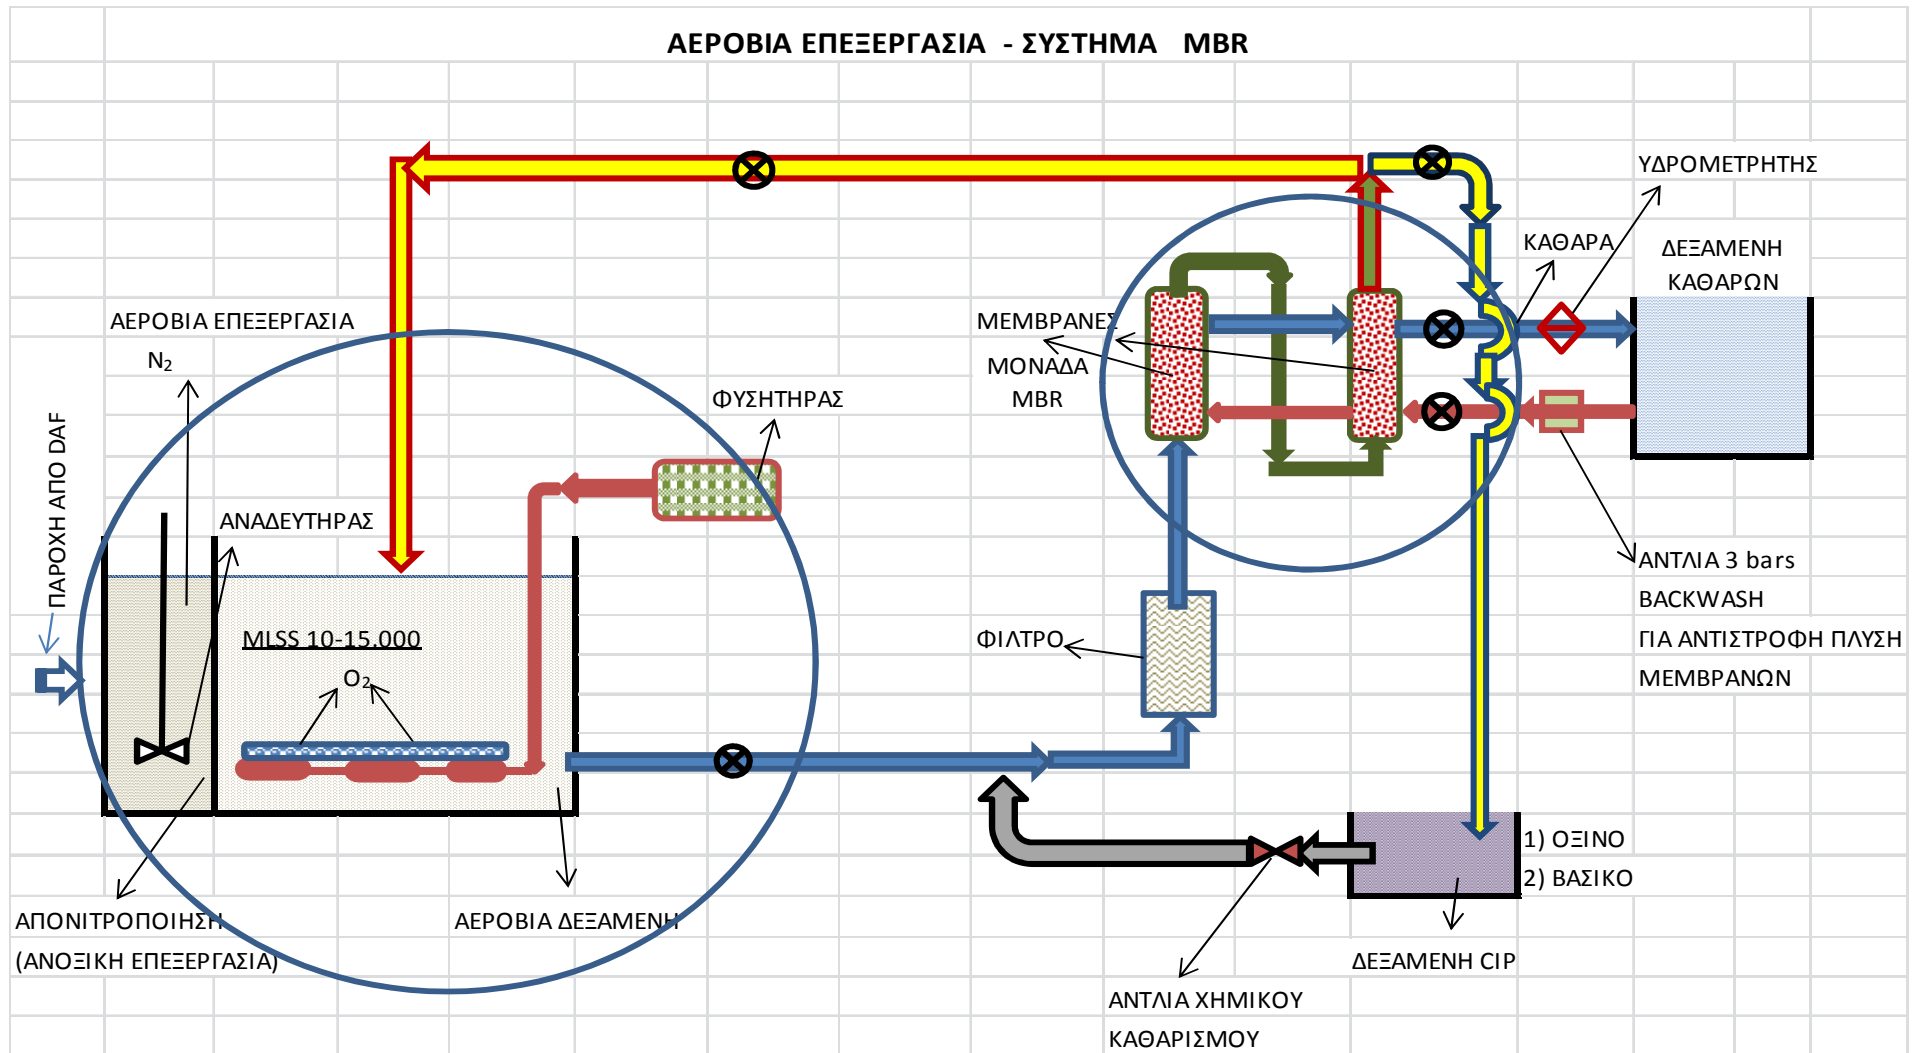 ΑΕΡΟΒΙΑ ΕΠΕΞΕΡΓΑΣΙΑ - ΣΥΣΤΗΜΑ MBR
ΥΔΡΟΜΕΤΡΗΤΗΣ
ΚΑΘΑΡΑ
ΔΕΞΑΜΕΝΗ
ΚΑΘΑΡΩΝ
ΑΕΡΟΒΙΑ ΕΠΕΞΕΡΓΑΣΙΑ
N₂
ΜΕΜΒΡΑΝΕΣ
ΜΟΝΑΔΑ
MBR
ΦΥΣΗΤΗΡΑΣ
ΠΑΡΟΧΗ ΑΠΟ DAF
ΑΝΑΔΕΥΤΗΡΑΣ
ΑΝΤΛΙΑ 3 bars
BACKWASH
ΓΙΑ ΑΝΤΙΣΤΡΟΦΗ ΠΛΥΣΗ
ΜΕΜΒΡΑΝΩΝ
MLSS 10-15.000
O₂
ΦΙΛΤΡΟ
1) ΟΞΙΝΟ
2) ΒΑΣΙΚΟ
ΑΠΟΝΙΤΡΟΠΟΙΗΣΗ
(ΑΝΟΞΙΚΗ ΕΠΕΞΕΡΓΑΣΙΑ)
ΑΕΡΟΒΙΑ ΔΕΞΑΜΕΝΗ
ΔΕΞΑΜΕΝΗ CIP
ΑΝΤΛΙΑ ΧΗΜΙΚΟΥ
ΚΑΘΑΡΙΣΜΟΥ